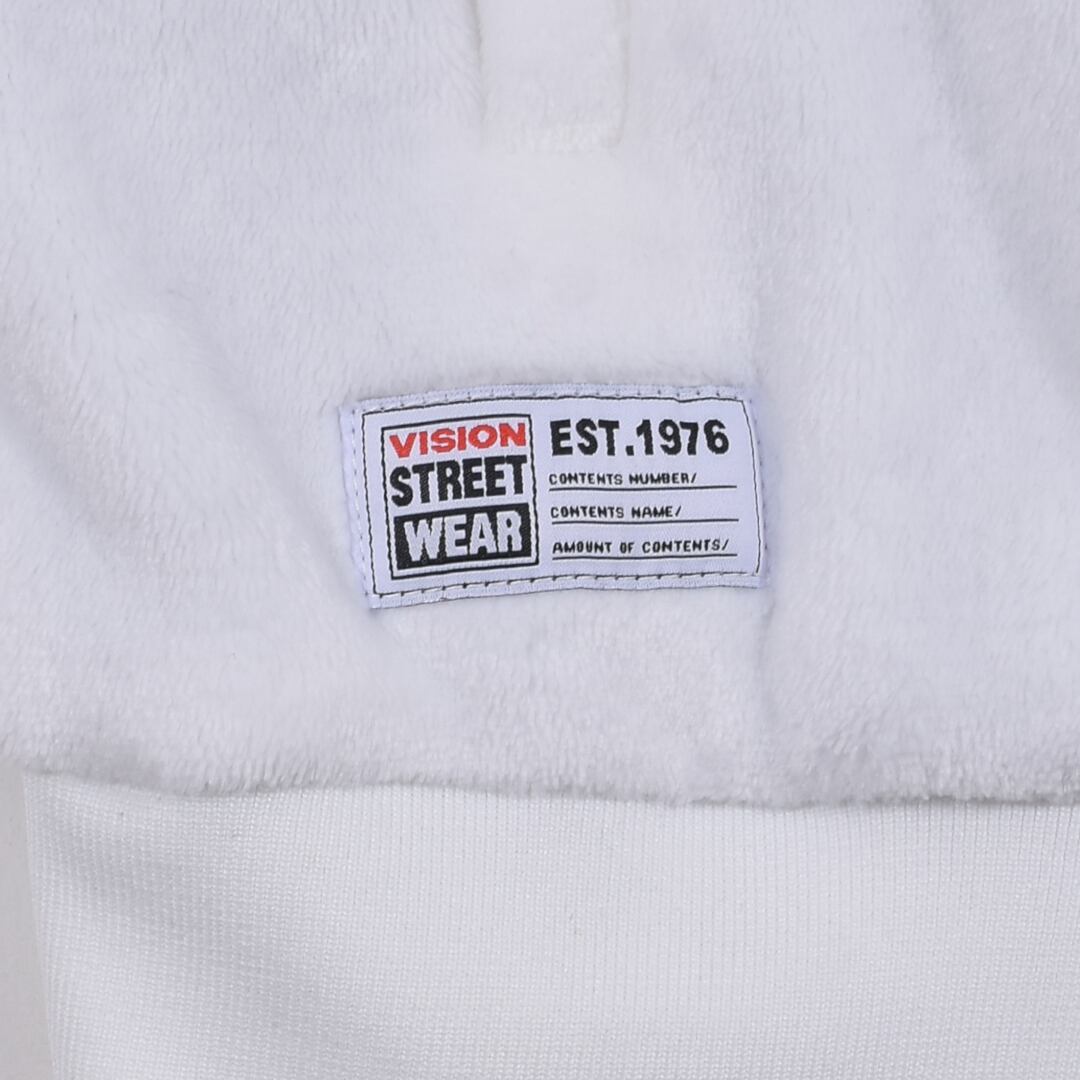 VISION
STREET
WEAR
EST.1976
CONTENTS NUMBER/
CONTENTS NAME/
AMOUNT OF CONTENTS/